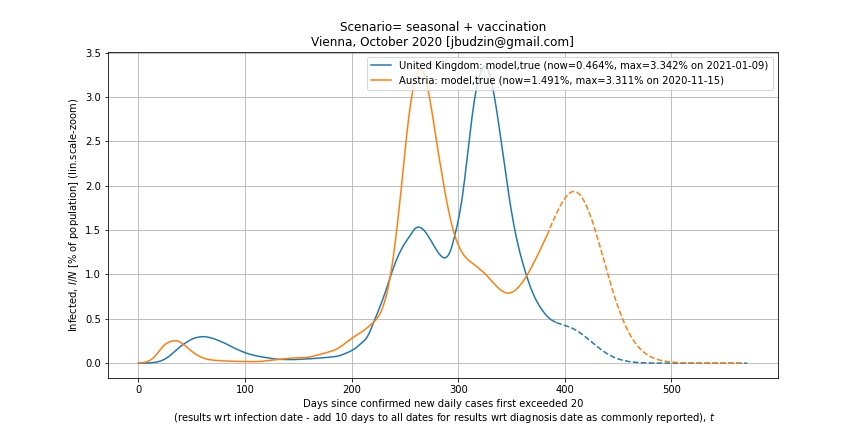 Scenario= seasonal + vaccination
Vienna, October 2020 [jbudzin@gmail.com]
United Kingdom: model,true (now=0.464%, max=3.342% on 2021-01-09)
Austria: model,true (now=1.491%, max=3.311% on 2020-11-15)
Infected, I/N [% of population] (lin.scale-zoom)
3.5
3.0
2.5
2.0
1.5
1.0
0.5
0.0
0 100 200 300 400 500
Days since confirmed new daily cases first exceeded 20
(results wrt infection date - add 10 days to all dates for results wrt diagnosis date as commonly reported), t